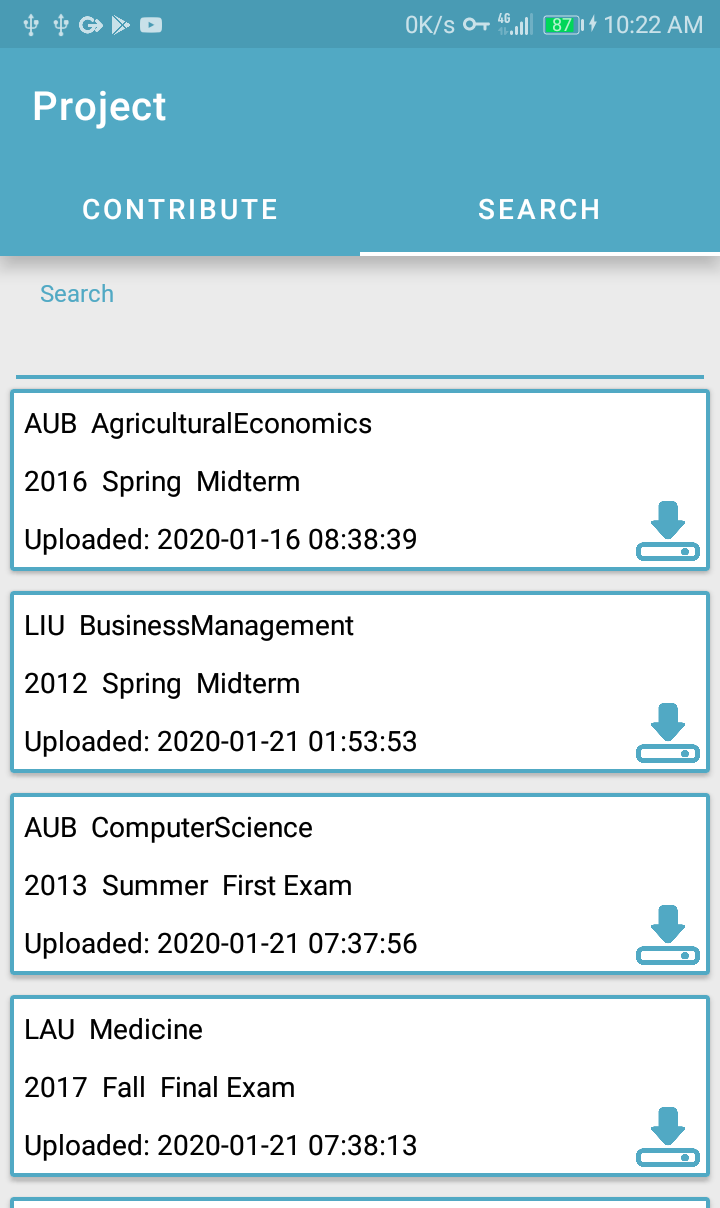 0K/s 4G 87 10:22 AM
Project
CONTRIBUTE SEARCH
Search
AUB AgriculturalEconomics
2016 Spring Midterm
Uploaded: 2020-01-16 08:38:39
LIU BusinessManagement
2012 Spring Midterm
Uploaded: 2020-01-21 01:53:53
AUB ComputerScience
2013 Summer First Exam
Uploaded: 2020-01-21 07:37:56
LAU Medicine
2017 Fall Final Exam
Uploaded: 2020-01-21 07:38:13